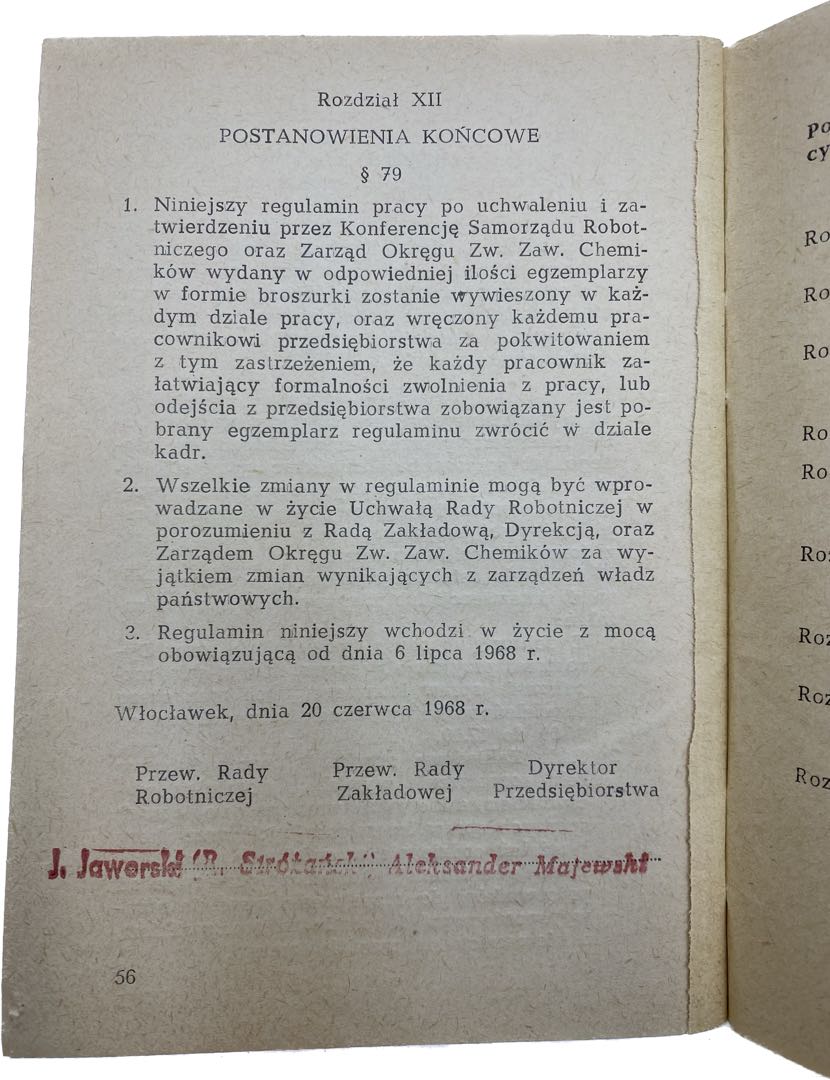 Rozdział XII
POSTANOWIENIA KOŃCOWE
§ 79
1. Niniejszy regulamin pracy po uchwaleniu i za-
twierdzeniu przez Konferencję Samorządu Robot-
niczego oraz Zarząd Okręgu Zw. Zaw. Chemi-
ków wydany w odpowiedniej ilości egzemplarzy
w formie broszurki zostanie wywieszony w każ-
dym dziale pracy, oraz wręczony każdemu pra-
cownikowi przedsiębiorstwa za pokwitowaniem
z tym zastrzeżeniem, że każdy pracownik za-
łatwiający formalności zwolnienia z pracy, lub
odejścia z przedsiębiorstwa zobowiązany jest po-
brany egzemplarz regulaminu zwrócić w dziale
kadr.
2. Wszelkie zmiany w regulaminie mogą być wpro-
wadzane w życie Uchwałą Rady Robotniczej w
porozumieniu z Radą Zakładową, Dyrekcją, oraz
Zarządem Okręgu Zw. Zaw. Chemików za wy-
jątkiem zmian wynikających z zarządzeń władz
państwowych.
3. Regulamin niniejszy wchodzi w życie z mocą
obowiązującą od dnia 6 lipca 1968 r.
Włocławek, dnia 20 czerwca 1968 r.
Przew. Rady
Robotniczej
Przew. Rady
Zakładowej
Dyrektor
Przedsiębiorstwa
J. Jaworski
Aleksander Majewski
56
po
cy
Ro
Ro
Ro
Ro
Ro
Roz
Roz
Roz
Roz